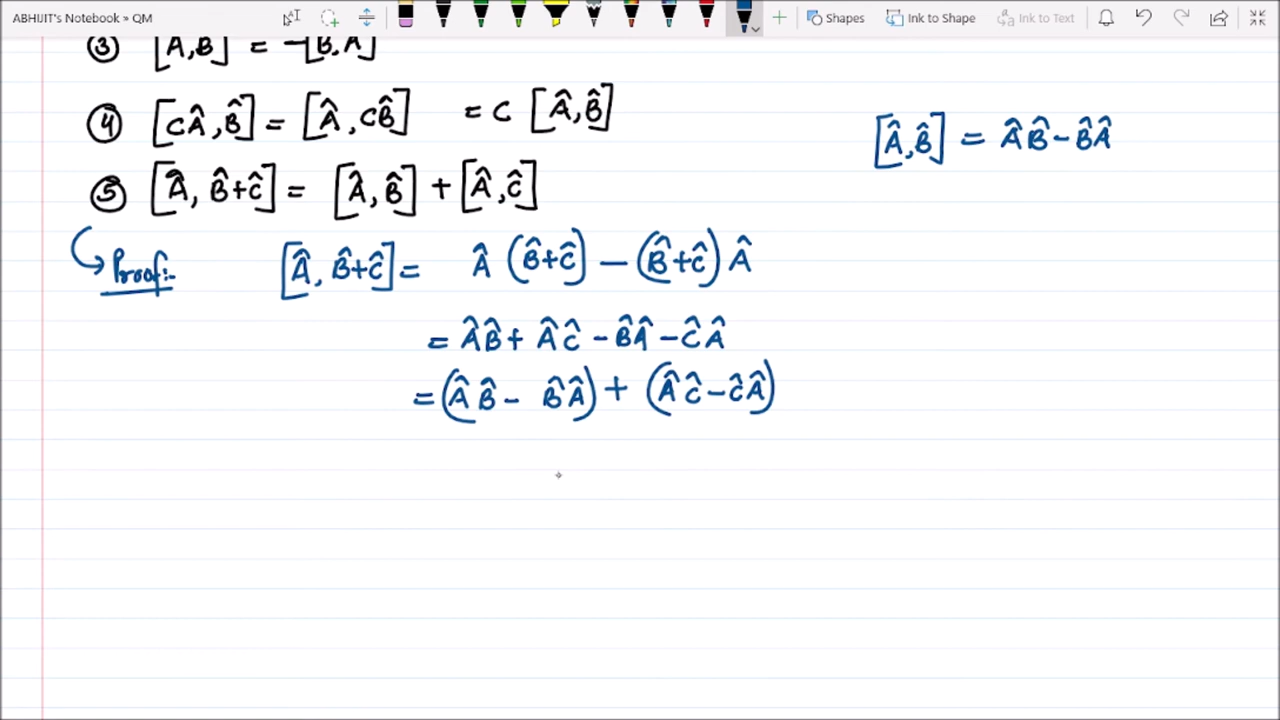 ABHIJIT's Notebook » QM
Shapes
Ink to Shape
Ink to Text
③ [A,B] = -[B,A]
④ [CÂ,B̂] = [Â,CB̂] = C [Â,B̂]
[Â,B̂] = ÂB̂-B̂Â
⑤ [Â, B̂+Ĉ] = [Â,B̂] + [Â,Ĉ]
Proof:- [Â, B̂+Ĉ] = Â (B̂+Ĉ] - (B̂+Ĉ) Â
= ÂB̂ + ÂĈ - B̂Â - ĈÂ
= (ÂB̂ - B̂Â) + (ÂĈ - ĈÂ)